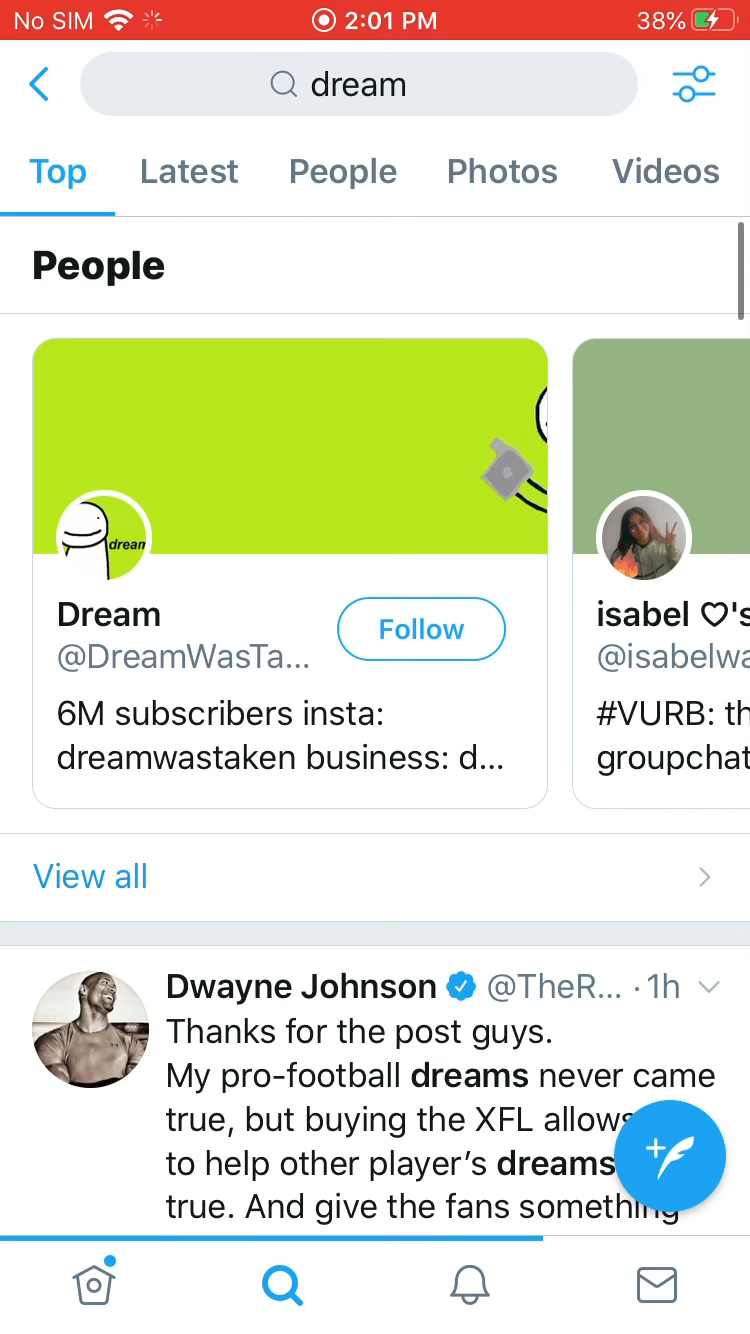 No SIM 2:01 PM 38%
dream
Top Latest People Photos Videos
People
dream
Dream
@DreamWasTa...
Follow
6M subscribers insta:
dreamwastaken business: d...
isabel ♡'s
@isabelwa
#VURB: th
groupchat
View all
Dwayne Johnson @TheR... · 1h
Thanks for the post guys.
My pro-football dreams never came
true, but buying the XFL allows
to help other player's dreams
true. And give the fans something